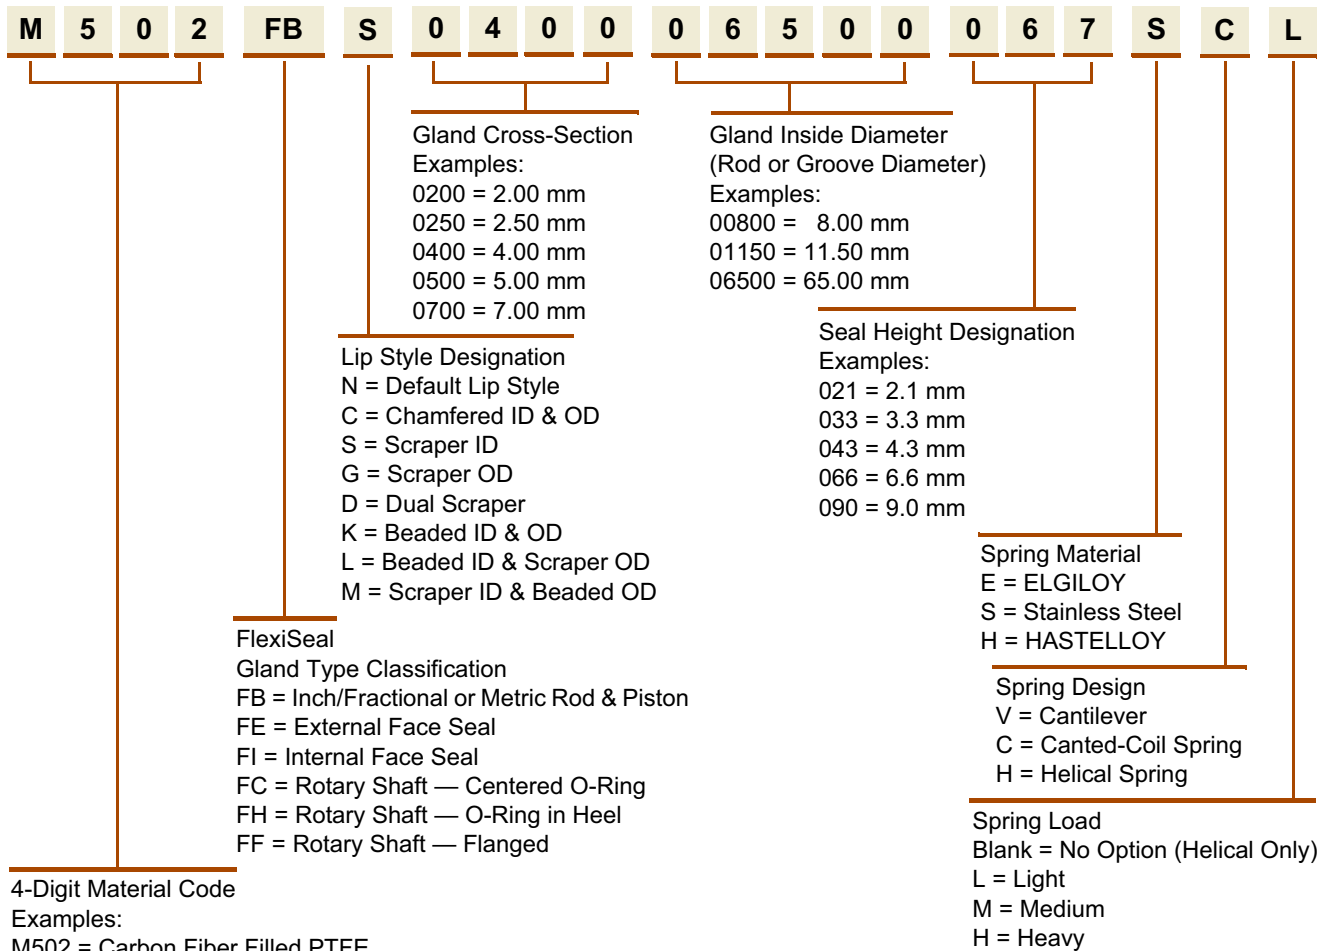 M 5 0 2 FB S 0 4 0 0 0 6 5 0 0 0 6 7 S C L
Gland Cross-Section
Examples:
0200 = 2.00 mm
0250 = 2.50 mm
0400 = 4.00 mm
0500 = 5.00 mm
0700 = 7.00 mm
Gland Inside Diameter
(Rod or Groove Diameter)
Examples:
00800 = 8.00 mm
01150 = 11.50 mm
06500 = 65.00 mm
Seal Height Designation
Examples:
021 = 2.1 mm
033 = 3.3 mm
043 = 4.3 mm
066 = 6.6 mm
090 = 9.0 mm
Lip Style Designation
N = Default Lip Style
C = Chamfered ID & OD
S = Scraper ID
G = Scraper OD
D = Dual Scraper
K = Beaded ID & OD
L = Beaded ID & Scraper OD
M = Scraper ID & Beaded OD
Spring Material
E = ELGILOY
S = Stainless Steel
H = HASTELLOY
FlexiSeal
Gland Type Classification
FB = Inch/Fractional or Metric Rod & Piston
FE = External Face Seal
FI = Internal Face Seal
FC = Rotary Shaft — Centered O-Ring
FH = Rotary Shaft — O-Ring in Heel
FF = Rotary Shaft — Flanged
Spring Design
V = Cantilever
C = Canted-Coil Spring
H = Helical Spring
Spring Load
Blank = No Option (Helical Only)
L = Light
M = Medium
H = Heavy
4-Digit Material Code
Examples:
M502 = Carbon Fiber Filled PTFE